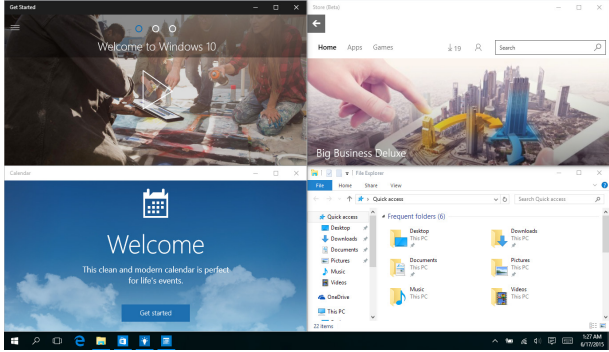 Get Started
Welcome to Windows 10
Store (Beta)
Home Apps Games
19
Search
Big Business Deluxe
Calendar
Welcome
This clean and modern calendar is perfect
for life's events.
Get started
File Explorer
File Home Share View
Quick access
Search Quick access
Quick access
Desktop
Downloads
Documents
Pictures
Music
Videos
OneDrive
This PC
Desktop
Frequent folders (6)
Desktop
This PC
Downloads
This PC
Documents
This PC
Pictures
This PC
Music
This PC
Videos
This PC
22 items
1:27 AM
6/17/2015